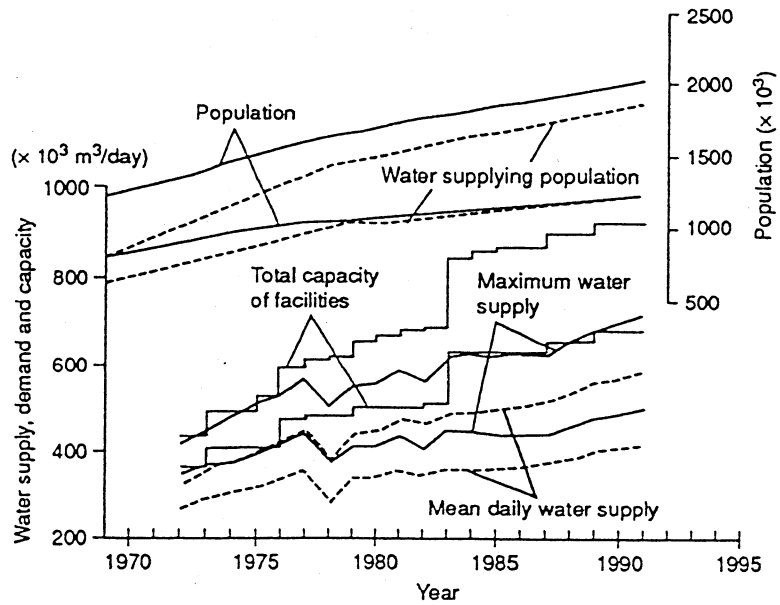 2500
2000
1500
1000
500
Population (× 10³)
Population
(× 10³ m³/day)
Water supplying population
1000
800
600
400
200
Water supply, demand and capacity
Total capacity
of facilities
Maximum water
supply
Mean daily water supply
1970
1975
1980
1985
1990
1995
Year